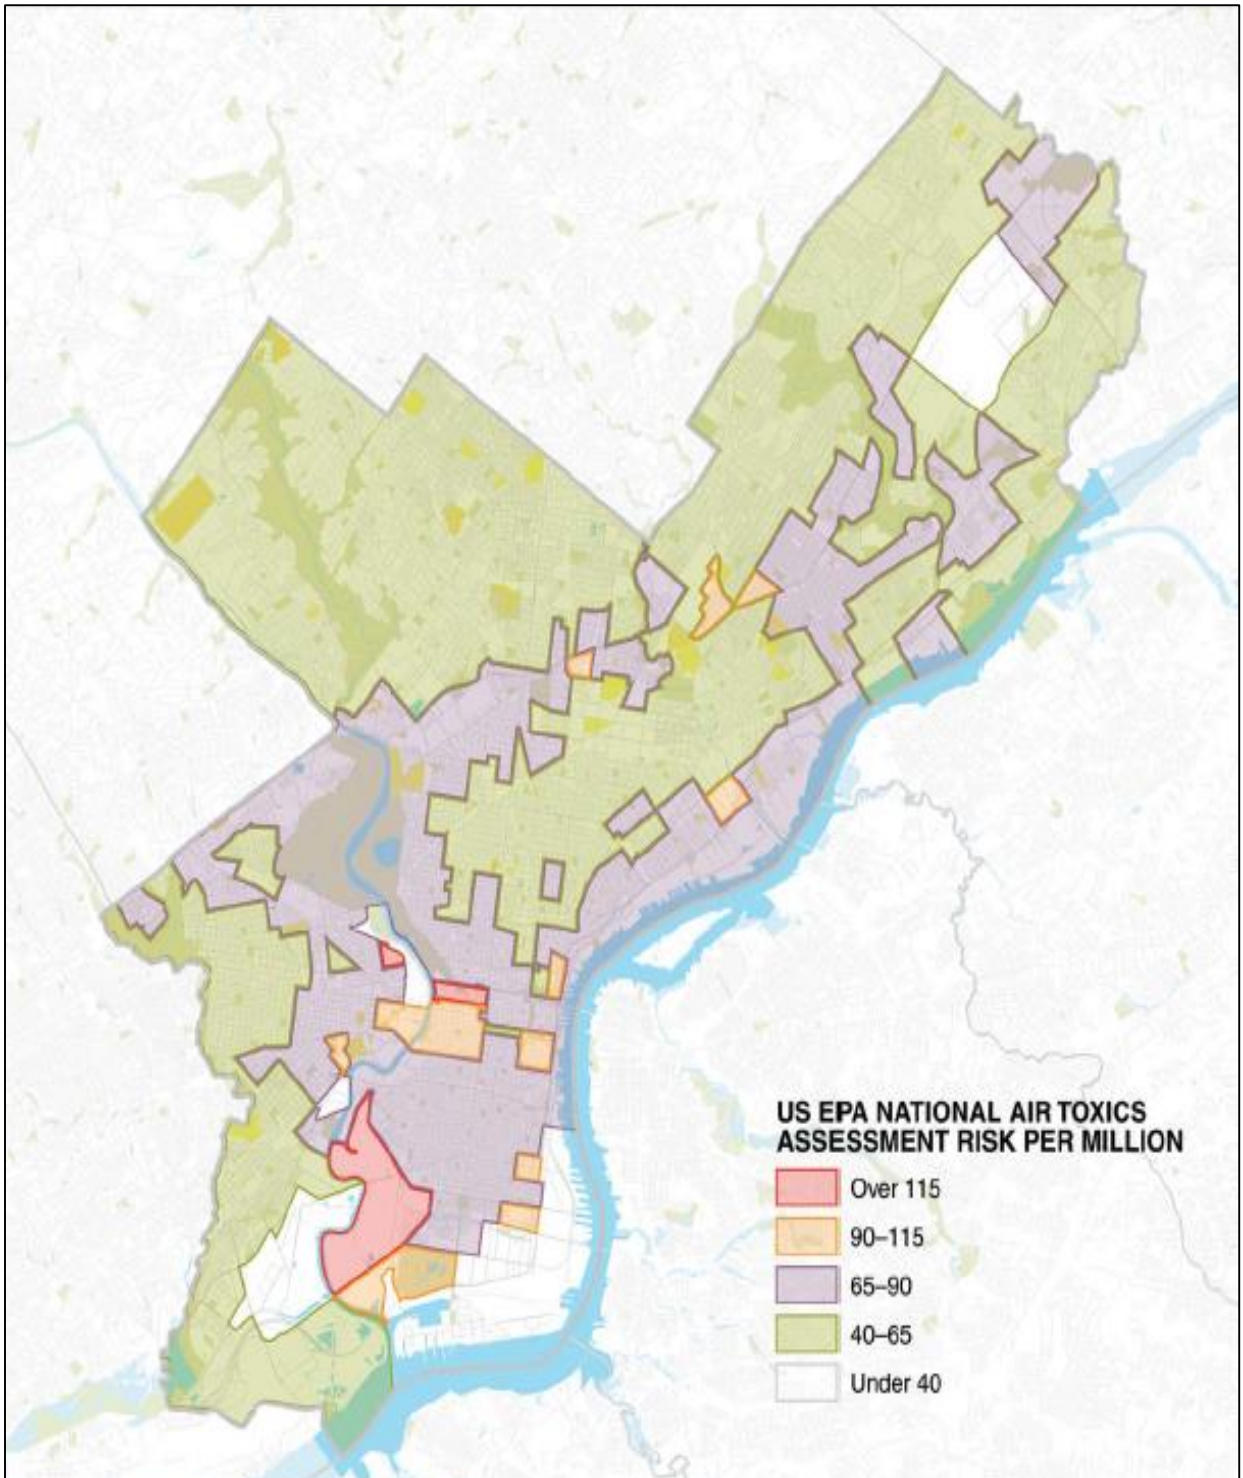 US EPA NATIONAL AIR TOXICS
ASSESSMENT RISK PER MILLION
Over 115
90–115
65–90
40–65
Under 40